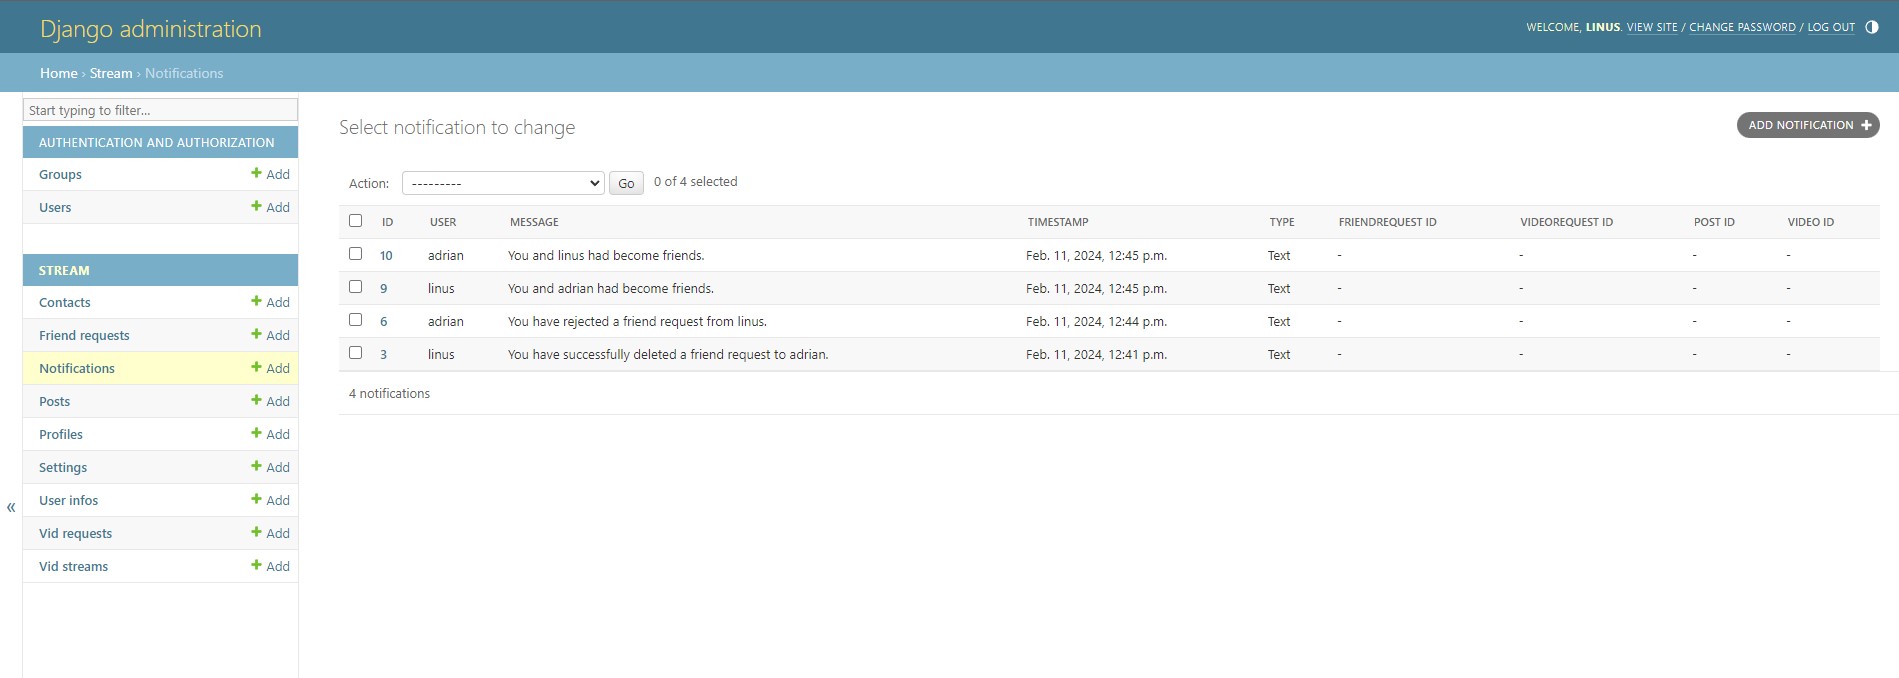 Django administration
WELCOME, LINUS. VIEW SITE / CHANGE PASSWORD / LOG OUT
Home › Stream › Notifications
Start typing to filter...
AUTHENTICATION AND AUTHORIZATION
Groups + Add
Users + Add
STREAM
Contacts + Add
Friend requests + Add
Notifications + Add
Posts + Add
Profiles + Add
Settings + Add
User infos + Add
Vid requests + Add
Vid streams + Add
«
Select notification to change
ADD NOTIFICATION +
Action: --------- Go 0 of 4 selected
ID USER MESSAGE TIMESTAMP TYPE FRIENDREQUEST ID VIDEOREQUEST ID POST ID VIDEO ID
10 adrian You and linus had become friends. Feb. 11, 2024, 12:45 p.m. Text - - - -
9 linus You and adrian had become friends. Feb. 11, 2024, 12:45 p.m. Text - - - -
6 adrian You have rejected a friend request from linus. Feb. 11, 2024, 12:44 p.m. Text - - - -
3 linus You have successfully deleted a friend request to adrian. Feb. 11, 2024, 12:41 p.m. Text - - - -
4 notifications